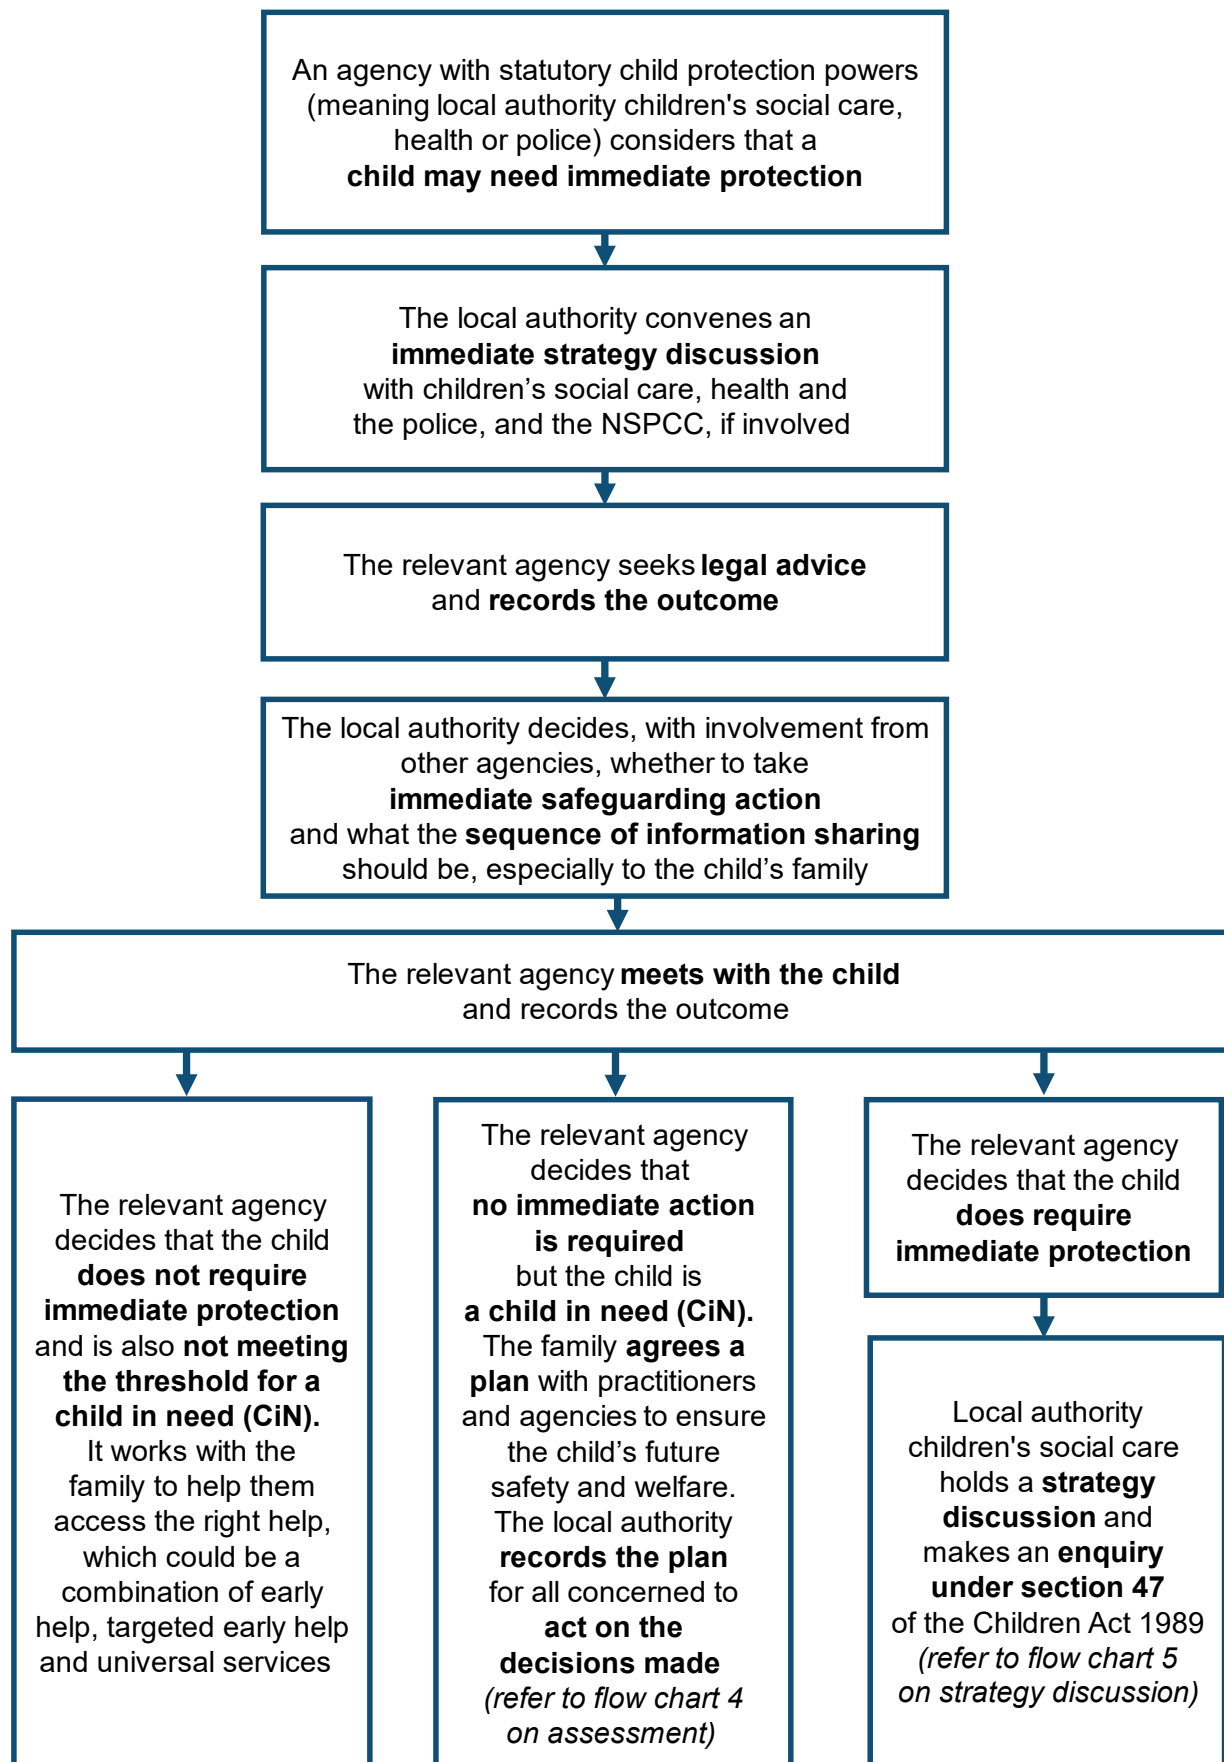 An agency with statutory child protection powers
(meaning local authority children's social care,
health or police) considers that a
child may need immediate protection
The local authority convenes an
immediate strategy discussion
with children’s social care, health and
the police, and the NSPCC, if involved
The relevant agency seeks legal advice
and records the outcome
The local authority decides, with involvement from
other agencies, whether to take
immediate safeguarding action
and what the sequence of information sharing
should be, especially to the child’s family
The relevant agency meets with the child
and records the outcome
The relevant agency
decides that the child
does not require
immediate protection
and is also not meeting
the threshold for a
child in need (CiN).
It works with the
family to help them
access the right help,
which could be a
combination of early
help, targeted early help
and universal services
The relevant agency
decides that
no immediate action
is required
but the child is
a child in need (CiN).
The family agrees a
plan with practitioners
and agencies to ensure
the child’s future
safety and welfare.
The local authority
records the plan
for all concerned to
act on the
decisions made
(refer to flow chart 4
on assessment)
The relevant agency
decides that the child
does require
immediate protection
Local authority
children's social care
holds a strategy
discussion and
makes an enquiry
under section 47
of the Children Act 1989
(refer to flow chart 5
on strategy discussion)